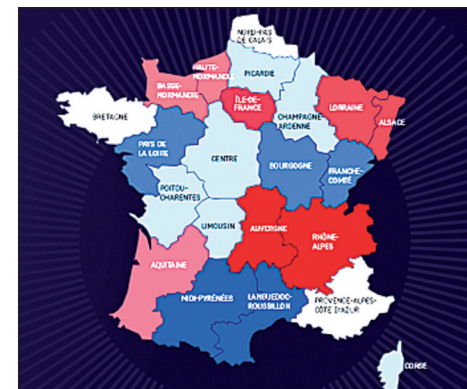 NORD-PAS
DE CALAIS
HAUTE-
NORMANDIE
PICARDIE
BASSE-
NORMANDIE
ÎLE-DE-
FRANCE
CHAMPAGNE
ARDENNE
LORRAINE
ALSACE
BRETAGNE
PAYS DE
LA LOIRE
CENTRE
BOURGOGNE
FRANCHE-
COMTÉ
POITOU-
CHARENTES
LIMOUSIN
AUVERGNE
RHÔNE-
ALPES
AQUITAINE
MIDI-PYRÉNÉES
LANGUEDOC-
ROUSSILLON
PROVENCE-ALPES-
CÔTE D'AZUR
CORSE